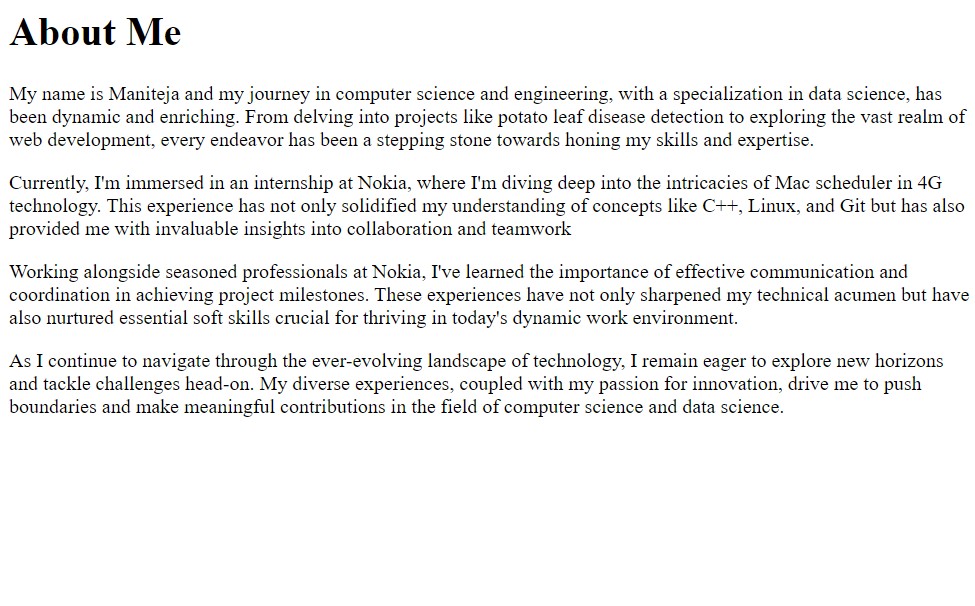 About Me
My name is Maniteja and my journey in computer science and engineering, with a specialization in data science, has
been dynamic and enriching. From delving into projects like potato leaf disease detection to exploring the vast realm of
web development, every endeavor has been a stepping stone towards honing my skills and expertise.
Currently, I'm immersed in an internship at Nokia, where I'm diving deep into the intricacies of Mac scheduler in 4G
technology. This experience has not only solidified my understanding of concepts like C++, Linux, and Git but has also
provided me with invaluable insights into collaboration and teamwork
Working alongside seasoned professionals at Nokia, I've learned the importance of effective communication and
coordination in achieving project milestones. These experiences have not only sharpened my technical acumen but have
also nurtured essential soft skills crucial for thriving in today's dynamic work environment.
As I continue to navigate through the ever-evolving landscape of technology, I remain eager to explore new horizons
and tackle challenges head-on. My diverse experiences, coupled with my passion for innovation, drive me to push
boundaries and make meaningful contributions in the field of computer science and data science.